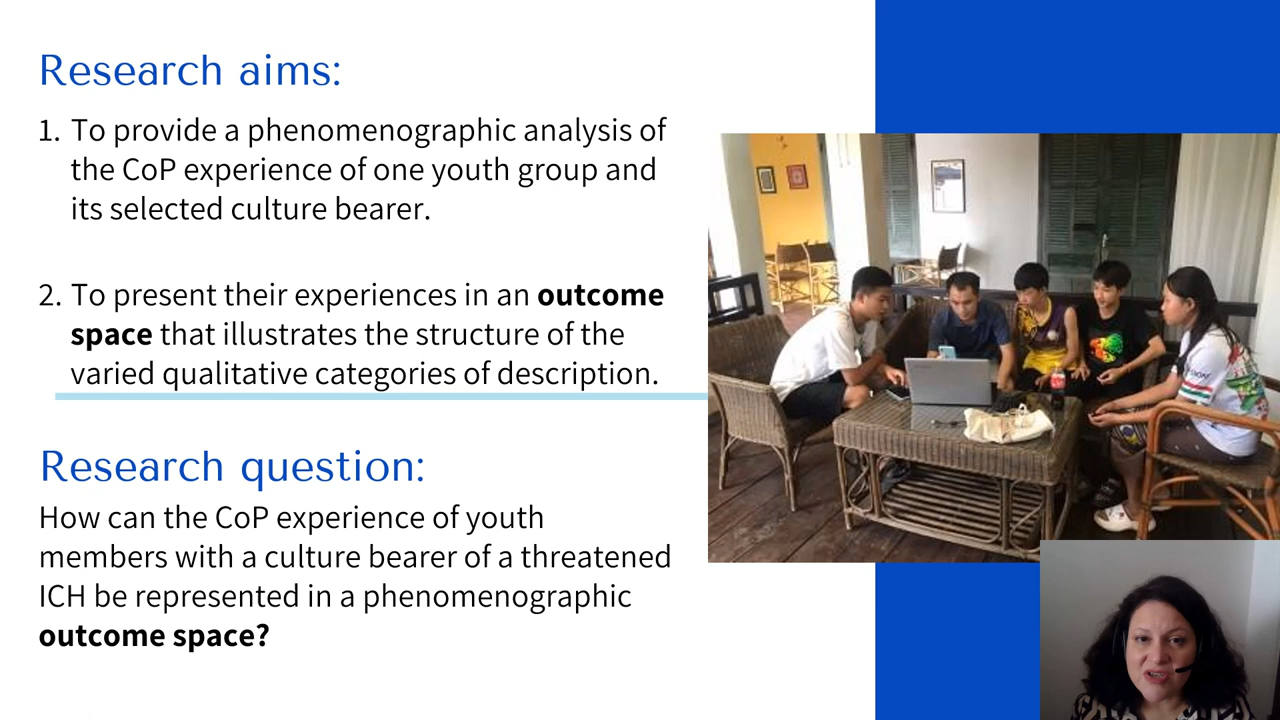 Research aims:
1. To provide a phenomenographic analysis of
the CoP experience of one youth group and
its selected culture bearer.
2. To present their experiences in an outcome
space that illustrates the structure of the
varied qualitative categories of description.
Research question:
How can the CoP experience of youth
members with a culture bearer of a threatened
ICH be represented in a phenomenographic
outcome space?